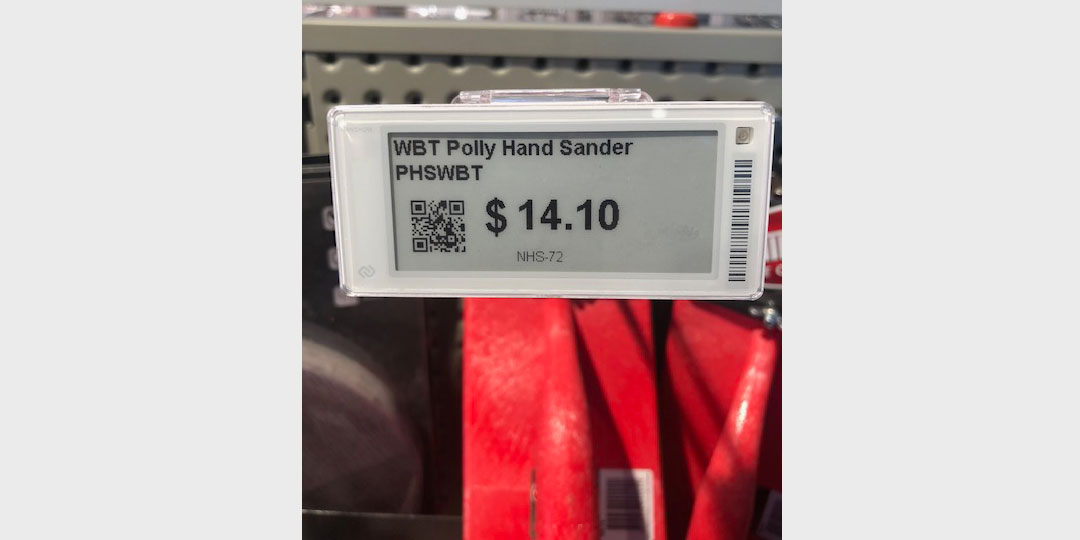 WBT Polly Hand Sander
PHSWBT
$ 14.10
NHS-72